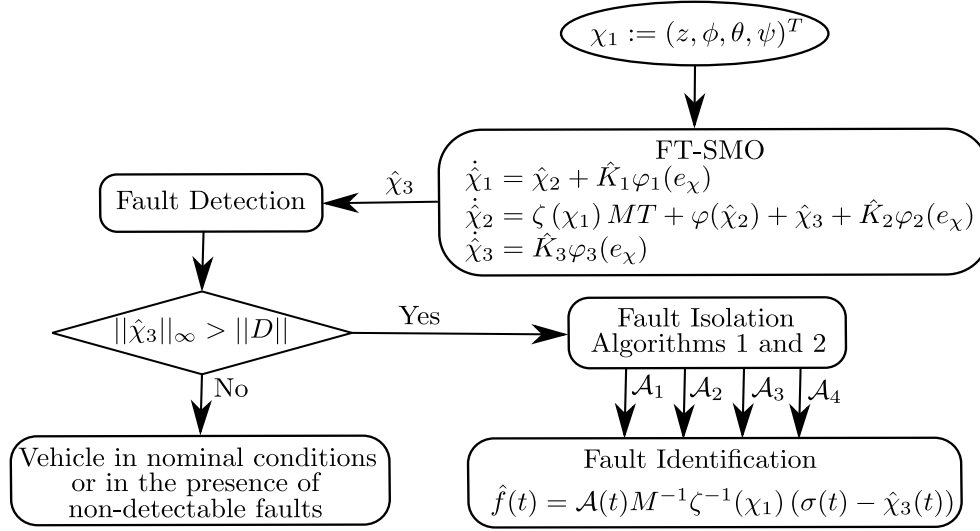 χ₁ := (z, ϕ, θ, ψ)ᵀ
FT-SMO
χ̂̇₁ = χ̂₂ + K̂₁φ₁(e_χ)
χ̂̇₂ = ζ (χ₁) MT + φ(χ̂₂) + χ̂₃ + K̂₂φ₂(e_χ)
χ̂̇₃ = K̂₃φ₃(e_χ)
χ̂₃
Fault Detection
||χ̂₃||∞ > ||D||
Yes
No
Fault Isolation
Algorithms 1 and 2
𝒜₁ 𝒜₂ 𝒜₃ 𝒜₄
Vehicle in nominal conditions
or in the presence of
non-detectable faults
Fault Identification
f̂(t) = 𝒜(t)M⁻¹ζ⁻¹(χ₁) (σ(t) − χ̂₃(t))